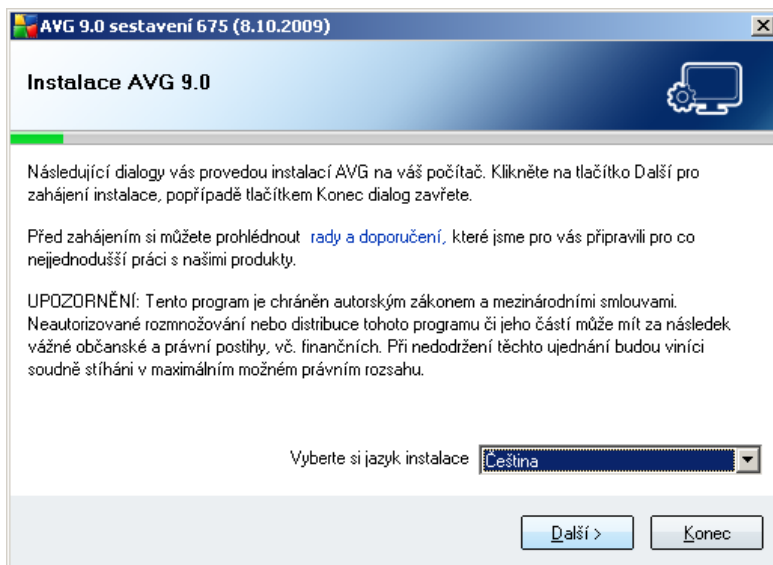 AVG 9.0 sestavení 675 (8.10.2009)
Instalace AVG 9.0
Následující dialogy vás provedou instalací AVG na váš počítač. Klikněte na tlačítko Další pro
zahájení instalace, popřípadě tlačítkem Konec dialog zavřete.
Před zahájením si můžete prohlédnout rady a doporučení, které jsme pro vás připravili pro co
nejjednodušší práci s našimi produkty.
UPOZORNĚNÍ: Tento program je chráněn autorským zákonem a mezinárodními smlouvami.
Neautorizované rozmnožování nebo distribuce tohoto programu či jeho částí může mít za následek
vážné občanské a právní postihy, vč. finančních. Při nedodržení těchto ujednání budou viníci
soudně stíháni v maximálním možném právním rozsahu.
Vyberte si jazyk instalace Čeština
Další > Konec